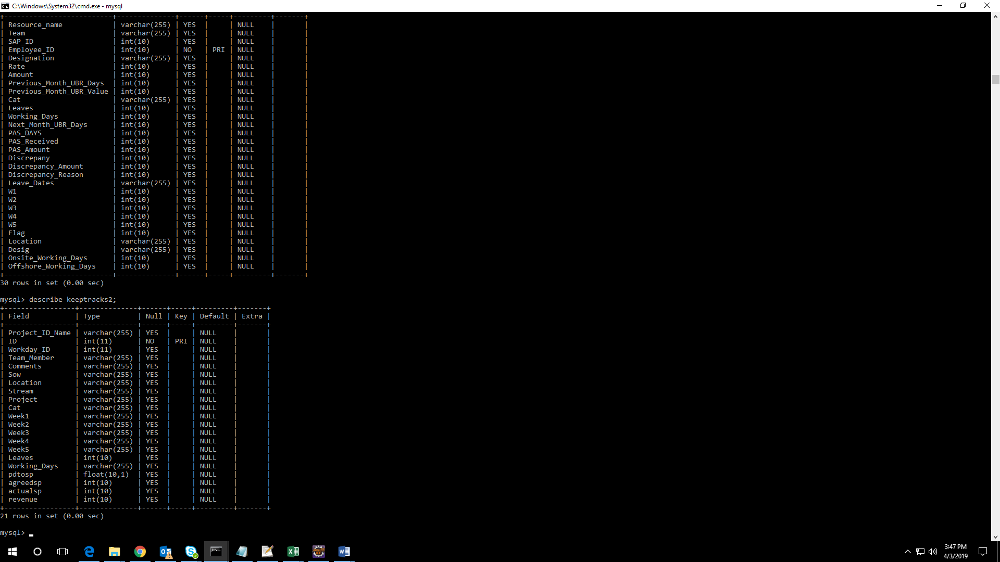 C:\Windows\System32\cmd.exe - mysql
+--------------------------+--------------+------+-----+---------+-------+
| Resource_name            | varchar(255) | YES  |     | NULL    |       |
| Team                     | varchar(255) | YES  |     | NULL    |       |
| SAP_ID                   | int(10)      | YES  |     | NULL    |       |
| Employee_ID              | int(10)      | NO   | PRI | NULL    |       |
| Designation              | varchar(255) | YES  |     | NULL    |       |
| Rate                     | int(10)      | YES  |     | NULL    |       |
| Amount                   | int(10)      | YES  |     | NULL    |       |
| Previous_Month_UBR_Days  | int(10)      | YES  |     | NULL    |       |
| Previous_Month_UBR_Value | int(10)      | YES  |     | NULL    |       |
| Cat                      | varchar(255) | YES  |     | NULL    |       |
| Leaves                   | int(10)      | YES  |     | NULL    |       |
| Working_Days             | int(10)      | YES  |     | NULL    |       |
| Next_Month_UBR_Days      | int(10)      | YES  |     | NULL    |       |
| PAS_DAYS                 | int(10)      | YES  |     | NULL    |       |
| PAS_Received             | int(10)      | YES  |     | NULL    |       |
| PAS_Amount               | int(10)      | YES  |     | NULL    |       |
| Discrepany               | int(10)      | YES  |     | NULL    |       |
| Discrepancy_Amount       | int(10)      | YES  |     | NULL    |       |
| Discrepancy_Reason       | int(10)      | YES  |     | NULL    |       |
| Leave_Dates              | varchar(255) | YES  |     | NULL    |       |
| W1                       | int(10)      | YES  |     | NULL    |       |
| W2                       | int(10)      | YES  |     | NULL    |       |
| W3                       | int(10)      | YES  |     | NULL    |       |
| W4                       | int(10)      | YES  |     | NULL    |       |
| W5                       | int(10)      | YES  |     | NULL    |       |
| Flag                     | int(10)      | YES  |     | NULL    |       |
| Location                 | varchar(255) | YES  |     | NULL    |       |
| Desig                    | varchar(255) | YES  |     | NULL    |       |
| Onsite_Working_Days      | int(10)      | YES  |     | NULL    |       |
| Offshore_Working_Days    | int(10)      | YES  |     | NULL    |       |
+--------------------------+--------------+------+-----+---------+-------+
30 rows in set (0.00 sec)
mysql> describe keeptracks2;
+-----------------+--------------+------+-----+---------+-------+
| Field           | Type         | Null | Key | Default | Extra |
+-----------------+--------------+------+-----+---------+-------+
| Project_ID_Name | varchar(255) | YES  |     | NULL    |       |
| ID              | int(11)      | NO   | PRI | NULL    |       |
| Workday_ID      | int(11)      | YES  |     | NULL    |       |
| Team_Member     | varchar(255) | YES  |     | NULL    |       |
| Comments        | varchar(255) | YES  |     | NULL    |       |
| Sow             | varchar(255) | YES  |     | NULL    |       |
| Location        | varchar(255) | YES  |     | NULL    |       |
| Stream          | varchar(255) | YES  |     | NULL    |       |
| Project         | varchar(255) | YES  |     | NULL    |       |
| Cat             | varchar(255) | YES  |     | NULL    |       |
| Week1           | varchar(255) | YES  |     | NULL    |       |
| Week2           | varchar(255) | YES  |     | NULL    |       |
| Week3           | varchar(255) | YES  |     | NULL    |       |
| Week4           | varchar(255) | YES  |     | NULL    |       |
| Week5           | varchar(255) | YES  |     | NULL    |       |
| Leaves          | int(10)      | YES  |     | NULL    |       |
| Working_Days    | varchar(255) | YES  |     | NULL    |       |
| pdtosp          | float(10,1)  | YES  |     | NULL    |       |
| agreedsp        | int(10)      | YES  |     | NULL    |       |
| actualsp        | int(10)      | YES  |     | NULL    |       |
| revenue         | int(10)      | YES  |     | NULL    |       |
+-----------------+--------------+------+-----+---------+-------+
21 rows in set (0.00 sec)
mysql>
3:47 PM
4/3/2019